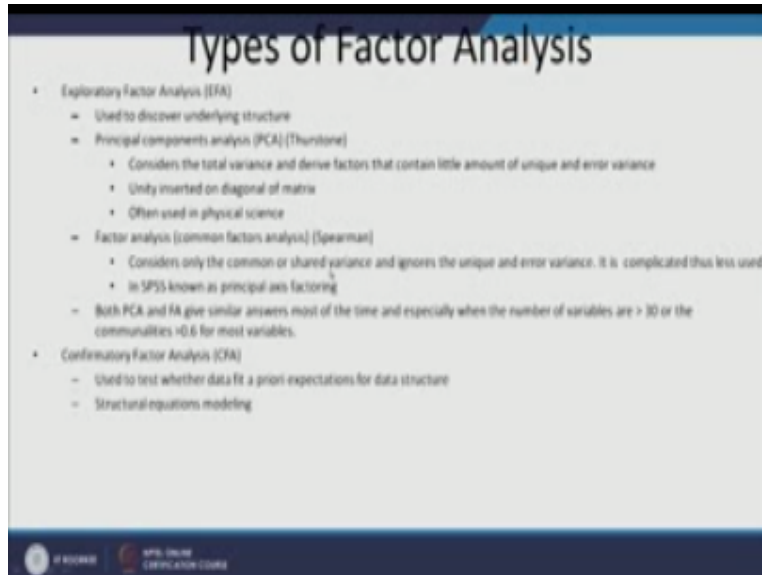 Types of Factor Analysis
• Exploratory Factor Analysis (EFA)
– Used to discover underlying structure
– Principal components analysis (PCA) (Thurstone)
• Considers the total variance and derive factors that contain little amount of unique and error variance
• Unity inserted on diagonal of matrix
• Often used in physical science
– Factor analysis (common factors analysis) (Spearman)
• Considers only the common or shared variance and ignores the unique and error variance. It is complicated thus less used
• In SPSS known as principal axis factoring
– Both PCA and FA give similar answers most of the time and especially when the number of variables are > 30 or the
communalities >0.6 for most variables.
• Confirmatory Factor Analysis (CFA)
– Used to test whether data fit a priori expectations for data structure
– Structural equations modeling
IIT ROORKEE
NPTEL ONLINE
CERTIFICATION COURSE